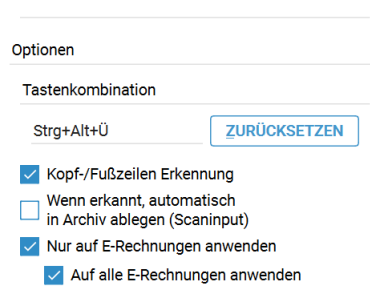 Optionen
Tastenkombination
Strg+Alt+Ü
ZURÜCKSETZEN
Kopf-/Fußzeilen Erkennung
Wenn erkannt, automatisch
in Archiv ablegen (Scaninput)
Nur auf E-Rechnungen anwenden
Auf alle E-Rechnungen anwenden